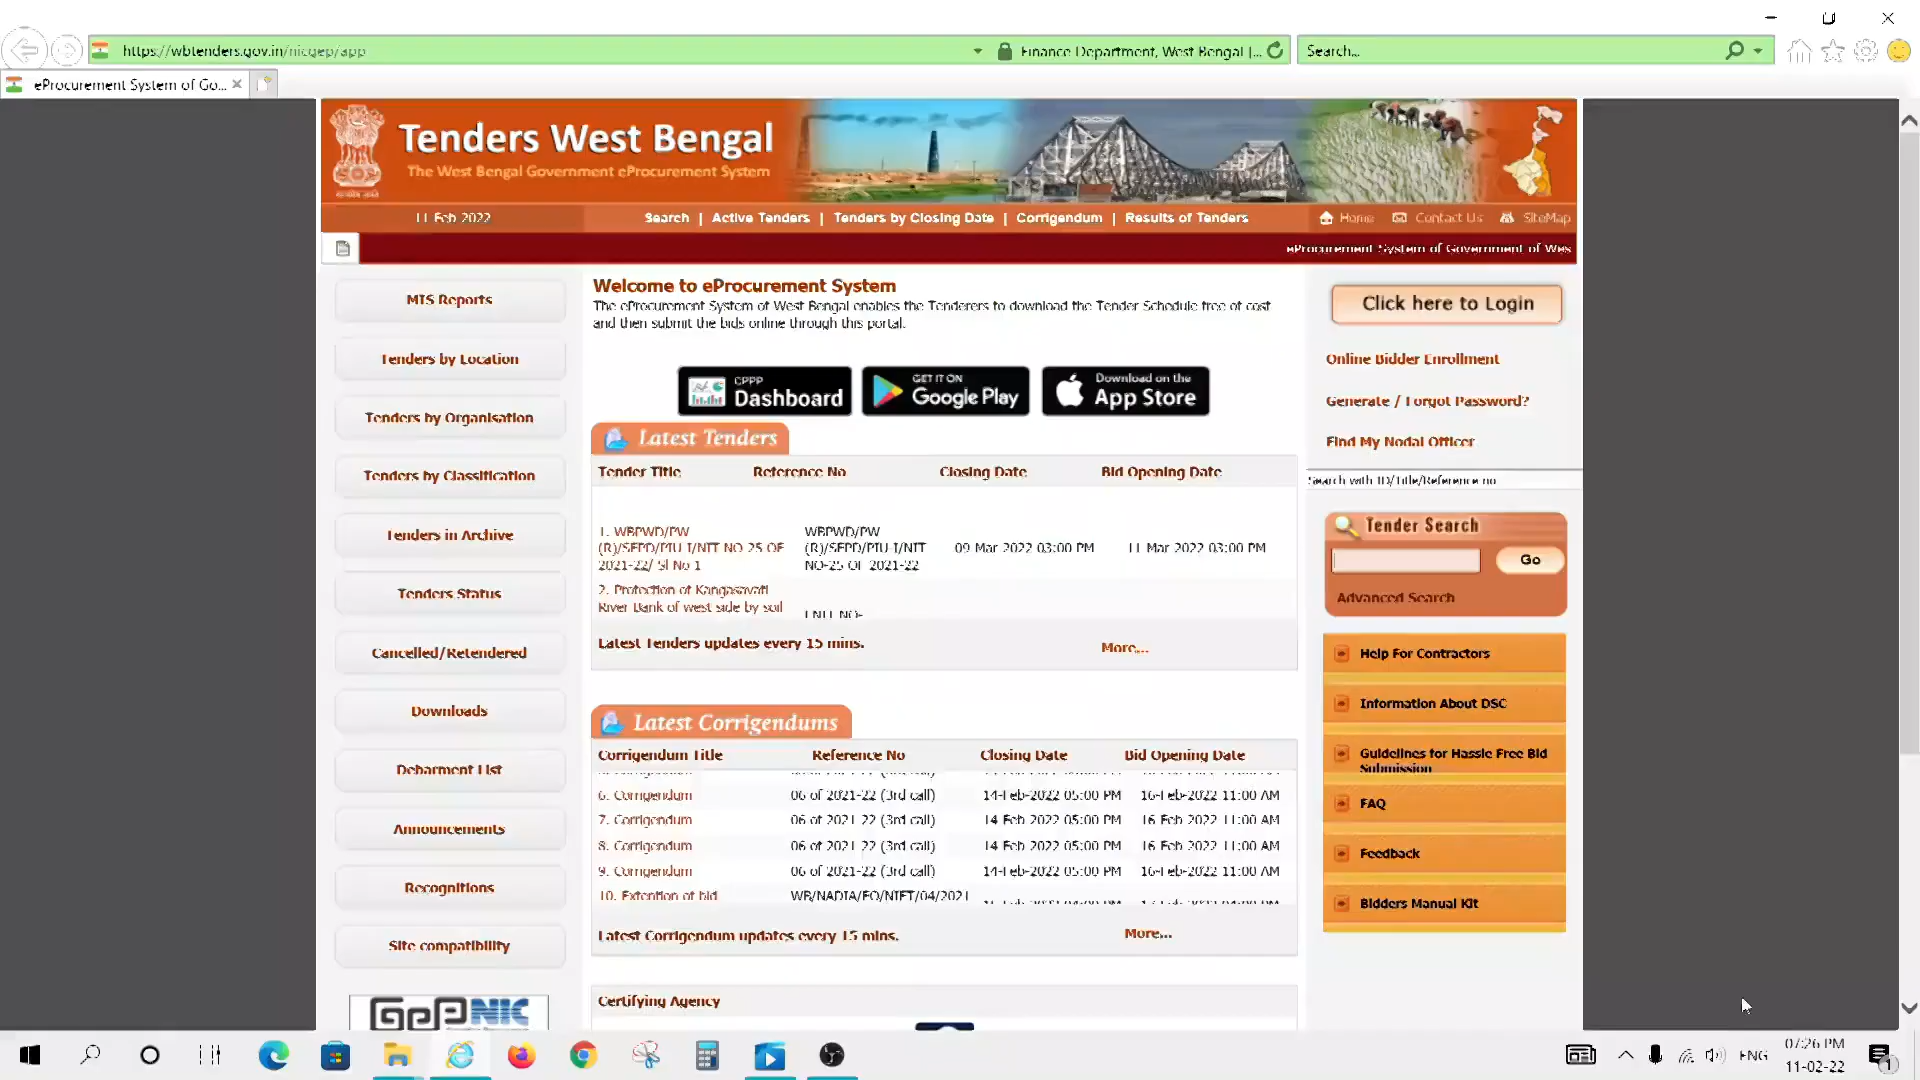 https://wbtenders.gov.in/nicgep/app
Finance Department, West Bengal [...
Search...
eProcurement System of Go...
Tenders West Bengal
The West Bengal Government eProcurement System
11 Feb 2022
Search | Active Tenders | Tenders by Closing Date | Corrigendum | Results of Tenders
Home
Contact Us
SiteMap
eProcurement System of Government of Wes
MIS Reports
Tenders by Location
Tenders by Organisation
Tenders by Classification
Tenders in Archive
Tenders Status
Cancelled/Retendered
Downloads
Debarment List
Announcements
Recognitions
Site compatibility
GePNIC
Welcome to eProcurement System
The eProcurement System of West Bengal enables the Tenderers to download the Tender Schedule free of cost
and then submit the bids online through this portal.
CPPP
Dashboard
GET IT ON
Google Play
Download on the
App Store
Latest Tenders
Tender Title Reference No Closing Date Bid Opening Date
1. WBPWD/PW
(R)/SFPD/PIU-I/NIT NO-25 OF
2021-22/ Sl No 1
WBPWD/PW
(R)/SFPD/PIU-I/NIT
NO-25 OF 2021-22
09-Mar-2022 03:00 PM
11-Mar-2022 03:00 PM
2. Protection of Kangasavati
River Bank of west side by soil
Latest Tenders updates every 15 mins.
More...
Latest Corrigendums
Corrigendum Title Reference No Closing Date Bid Opening Date
6. Corrigendum 06 of 2021-22 (3rd call) 14-Feb-2022 05:00 PM 16-Feb-2022 11:00 AM
7. Corrigendum 06 of 2021-22 (3rd call) 14-Feb-2022 05:00 PM 16-Feb-2022 11:00 AM
8. Corrigendum 06 of 2021-22 (3rd call) 14-Feb-2022 05:00 PM 16-Feb-2022 11:00 AM
9. Corrigendum 06 of 2021-22 (3rd call) 14-Feb-2022 05:00 PM 16-Feb-2022 11:00 AM
10. Extention of bid WB/NADIA/EO/NIET/04/2021
Latest Corrigendum updates every 15 mins.
More...
Certifying Agency
Click here to Login
Online Bidder Enrollment
Generate / Forgot Password?
Find My Nodal Officer
Search with ID/Title/Reference no
Tender Search
Go
Advanced Search
Help For Contractors
Information About DSC
Guidelines for Hassle Free Bid
Submission
FAQ
Feedback
Bidders Manual Kit
ENG
07:26 PM
11-02-22
1